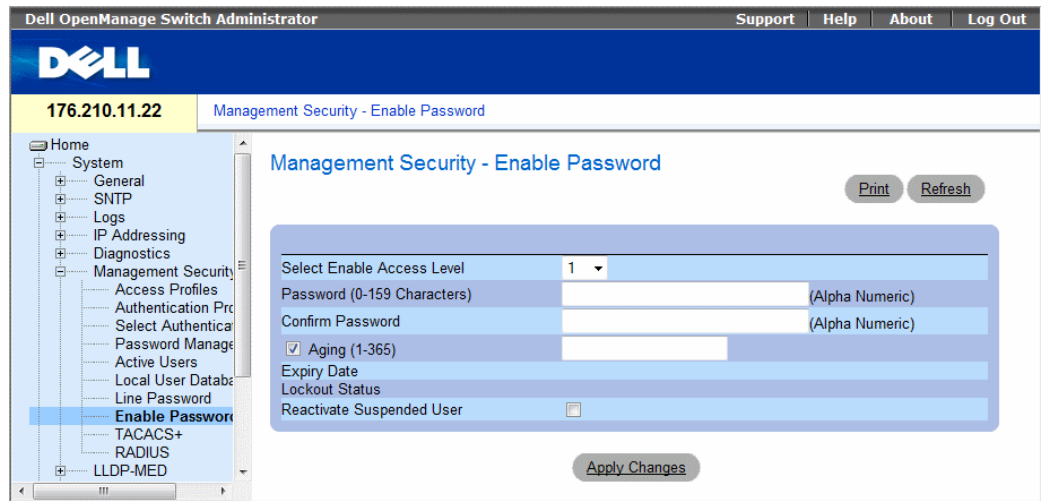 Dell OpenManage Switch Administrator
Support
Help
About
Log Out
DELL
176.210.11.22
Management Security - Enable Password
Home
System
General
SNTP
Logs
IP Addressing
Diagnostics
Management Security
Access Profiles
Authentication Pro
Select Authentica
Password Manage
Active Users
Local User Databa
Line Password
Enable Password
TACACS+
RADIUS
LLDP-MED
Management Security - Enable Password
Print
Refresh
Select Enable Access Level 1
Password (0-159 Characters) (Alpha Numeric)
Confirm Password (Alpha Numeric)
Aging (1-365)
Expiry Date
Lockout Status
Reactivate Suspended User
Apply Changes